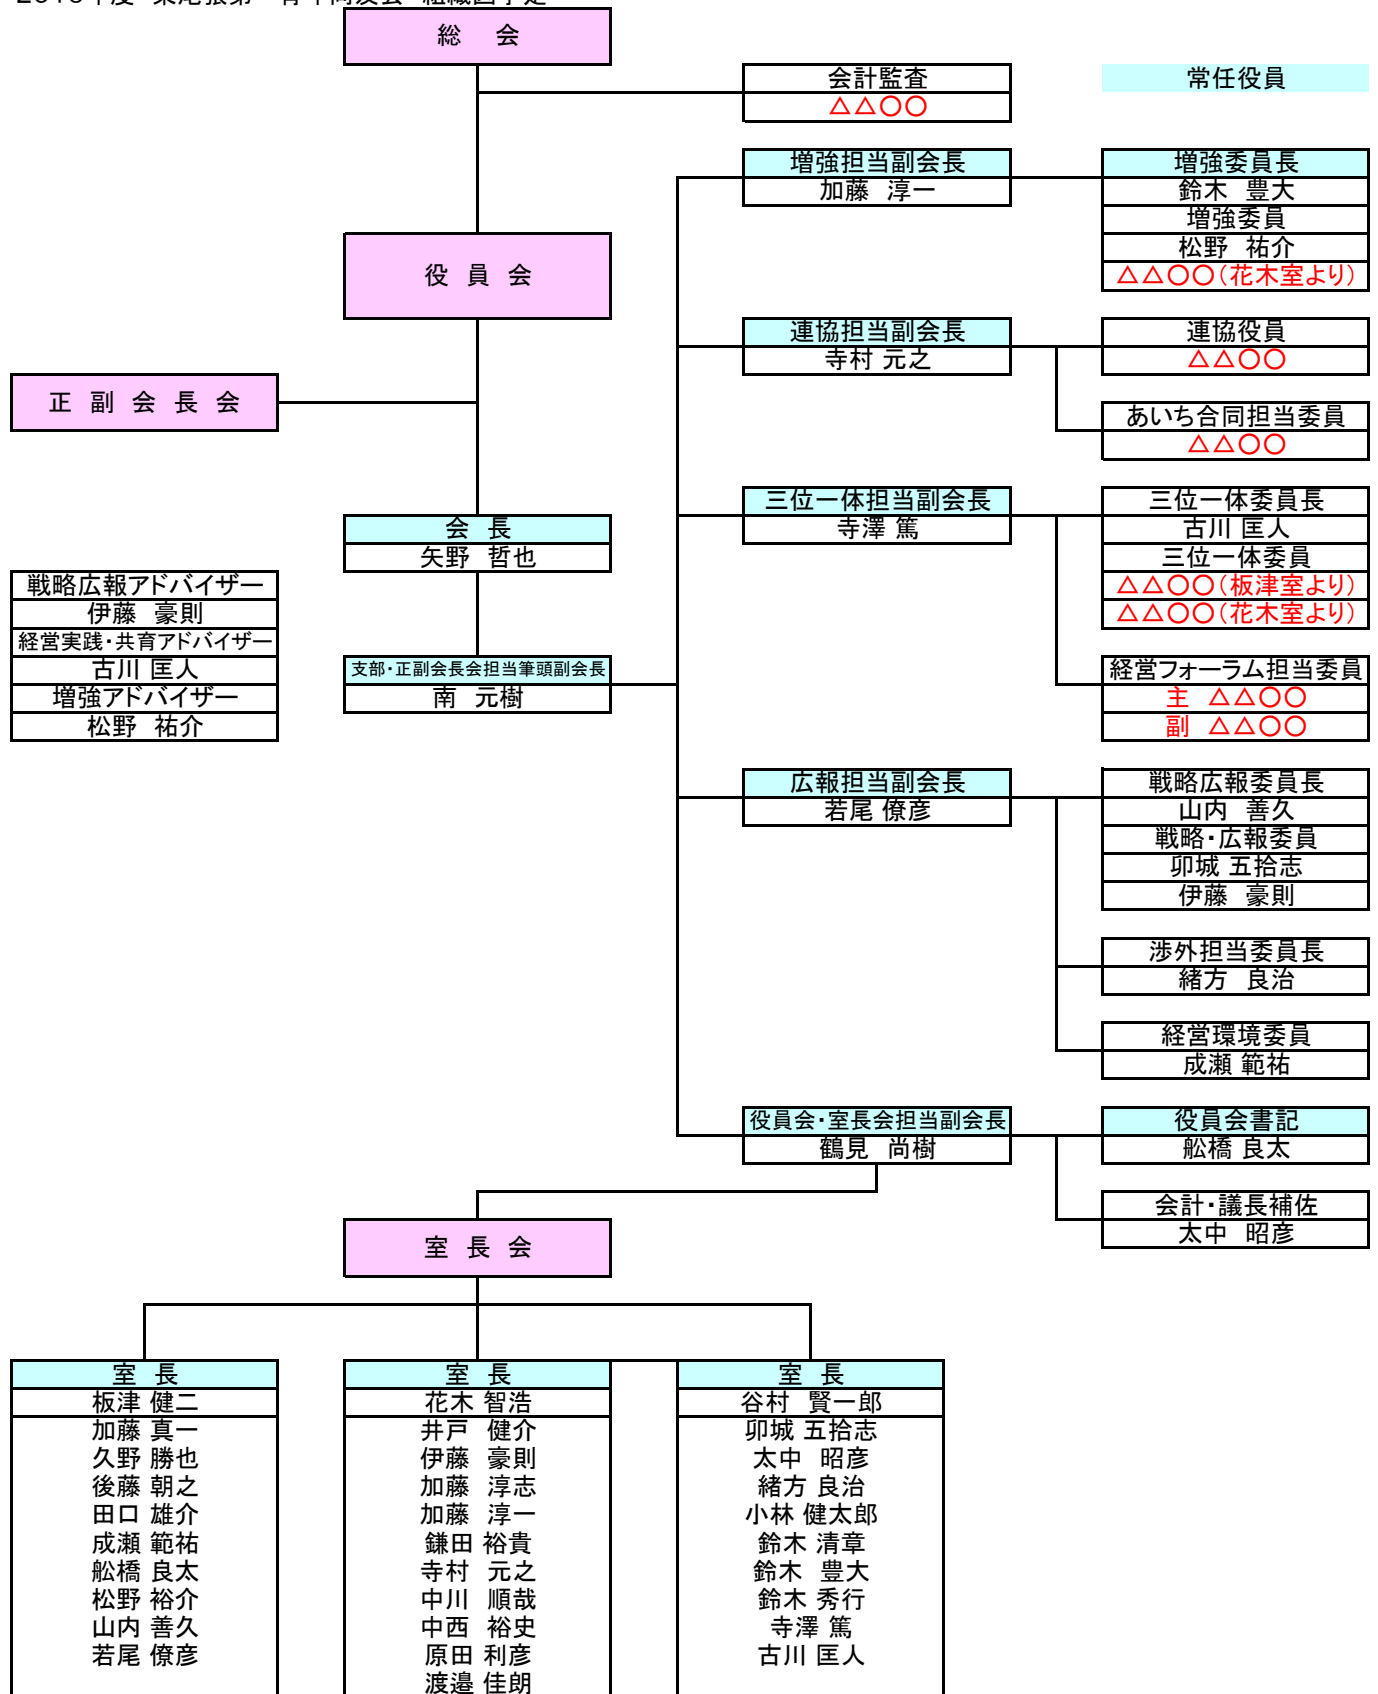 総 会
会計監査
△△〇〇
常任役員
増強担当副会長
加藤 淳一
増強委員長
鈴木 豊大
増強委員
松野 祐介
△△〇〇(花木室より)
役 員 会
連協担当副会長
寺村 元之
連協役員
△△〇〇
あいち合同担当委員
△△〇〇
正 副 会 長 会
三位一体担当副会長
寺澤 篤
三位一体委員長
古川 匡人
三位一体委員
△△〇〇(板津室より)
△△〇〇(花木室より)
会 長
矢野 哲也
戦略広報アドバイザー
伊藤 豪則
経営実践・共育アドバイザー
古川 匡人
増強アドバイザー
松野 祐介
支部・正副会長会担当筆頭副会長
南 元樹
経営フォーラム担当委員
主 △△〇〇
副 △△〇〇
広報担当副会長
若尾 僚彦
戦略広報委員長
山内 善久
戦略・広報委員
卯城 五拾志
伊藤 豪則
渉外担当委員長
緒方 良治
経営環境委員
成瀬 範祐
役員会・室長会担当副会長
鶴見 尚樹
役員会書記
舩橋 良太
会計・議長補佐
太中 昭彦
室 長 会
室 長
板津 健二
加藤 真一
久野 勝也
後藤 朝之
田口 雄介
成瀬 範祐
舩橋 良太
松野 裕介
山内 善久
若尾 僚彦
室 長
花木 智浩
井戸 健介
伊藤 豪則
加藤 淳志
加藤 淳一
鎌田 裕貴
寺村 元之
中川 順哉
中西 裕史
原田 利彦
渡邉 佳朗
室 長
谷村 賢一郎
卯城 五拾志
太中 昭彦
緒方 良治
小林 健太郎
鈴木 清章
鈴木 豊大
鈴木 秀行
寺澤 篤
古川 匡人